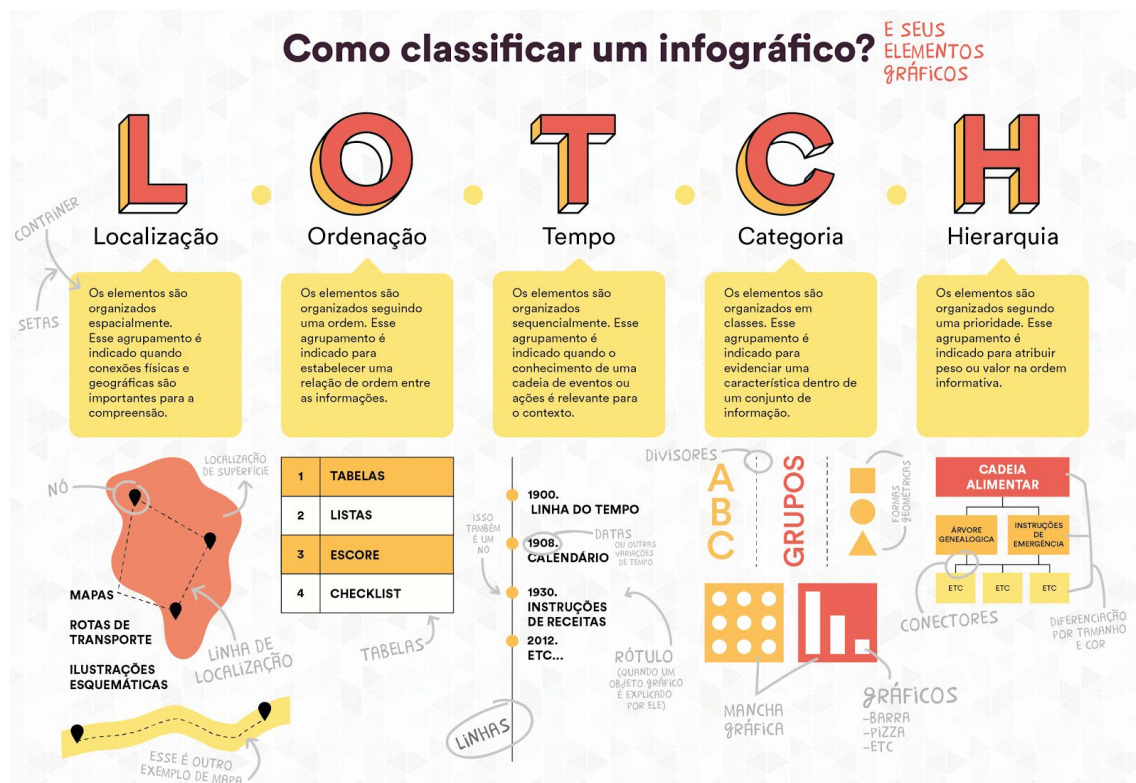 Como classificar um infográfico?
E SEUS
ELEMENTOS
GRÁFICOS
L
O
T
C
H
Localização
Ordenação
Tempo
Categoria
Hierarquia
CONTAINER
SETAS
Os elementos são
organizados
espacialmente.
Esse agrupamento é
indicado quando
conexões físicas e
geográficas são
importantes para a
compreensão.
Os elementos são
organizados seguindo
uma ordem. Esse
agrupamento é
indicado para
estabelecer uma
relação de ordem entre
as informações.
Os elementos são
organizados
sequencialmente. Esse
agrupamento é
indicado quando o
conhecimento de uma
cadeia de eventos ou
ações é relevante para
o contexto.
Os elementos são
organizados em
classes. Esse
agrupamento é
indicado para
evidenciar uma
característica dentro de
um conjunto de
informação.
Os elementos são
organizados segundo
uma prioridade. Esse
agrupamento é
indicado para atribuir
peso ou valor na ordem
informativa.
NÓ
LOCALIZAÇÃO
DE SUPERFÍCIE
MAPAS
ROTAS DE
TRANSPORTE
ILUSTRAÇÕES
ESQUEMÁTICAS
LINHA DE
LOCALIZAÇÃO
ESSE É OUTRO
EXEMPLO DE MAPA
1 TABELAS
2 LISTAS
3 ESCORE
4 CHECKLIST
TABELAS
ISSO
TAMBÉM
É UM
NÓ
1900.
LINHA DO TEMPO
1908.
CALENDÁRIO
DATAS
OU OUTRAS
VARIAÇÕES
DE TEMPO
1930.
INSTRUÇÕES
DE RECEITAS
2012.
ETC...
RÓTULO
(QUANDO UM
OBJETO GRÁFICO
É EXPLICADO
POR ELE)
LINHAS
DIVISORES
A
B
C
GRUPOS
FORMAS
GEOMÉTRICAS
MANCHA
GRÁFICA
GRÁFICOS
-BARRA
-PIZZA
-ETC
CADEIA
ALIMENTAR
ÁRVORE
GENEALOGICA
INSTRUÇÕES
DE
EMERGÊNCIA
ETC
ETC
ETC
CONECTORES
DIFERENCIAÇÃO
POR TAMANHO
E COR